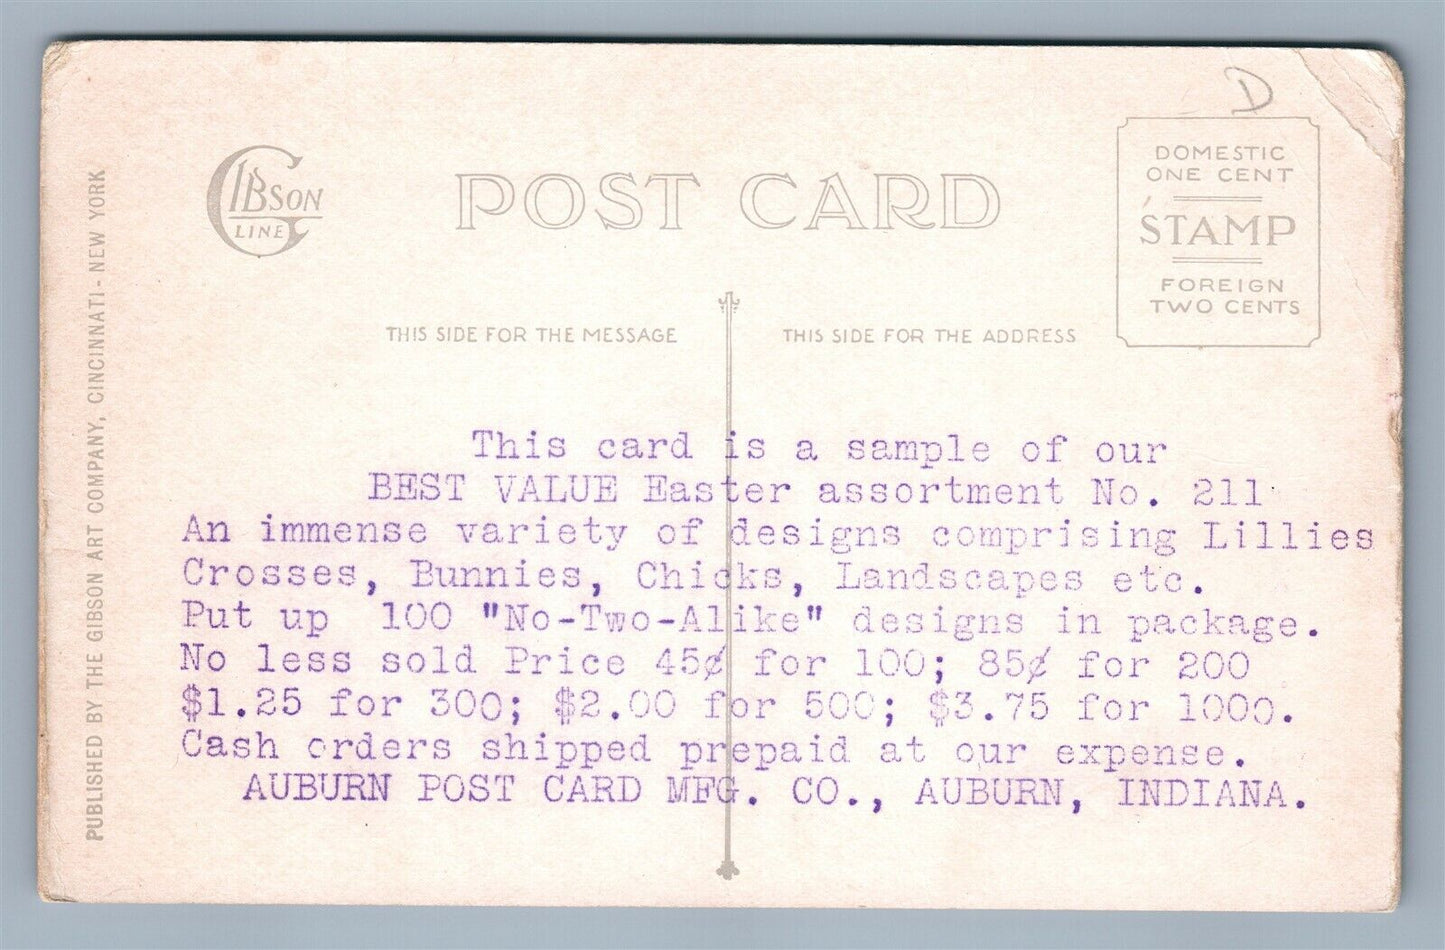 D
GIBSON
LINE
POST CARD
DOMESTIC
ONE CENT
STAMP
FOREIGN
TWO CENTS
THIS SIDE FOR THE MESSAGE
THIS SIDE FOR THE ADDRESS
PUBLISHED BY THE GIBSON ART COMPANY, CINCINNATI-NEW YORK
This card is a sample of our
BEST VALUE Easter assortment No. 211
An immense variety of designs comprising Lillies
Crosses, Bunnies, Chicks, Landscapes etc.
Put up 100 "No-Two-Alike" designs in package.
No less sold Price 45¢ for 100; 85¢ for 200
$1.25 for 300; $2.00 for 500; $3.75 for 1000.
Cash orders shipped prepaid at our expense.
AUBURN POST CARD MFG. CO., AUBURN, INDIANA.